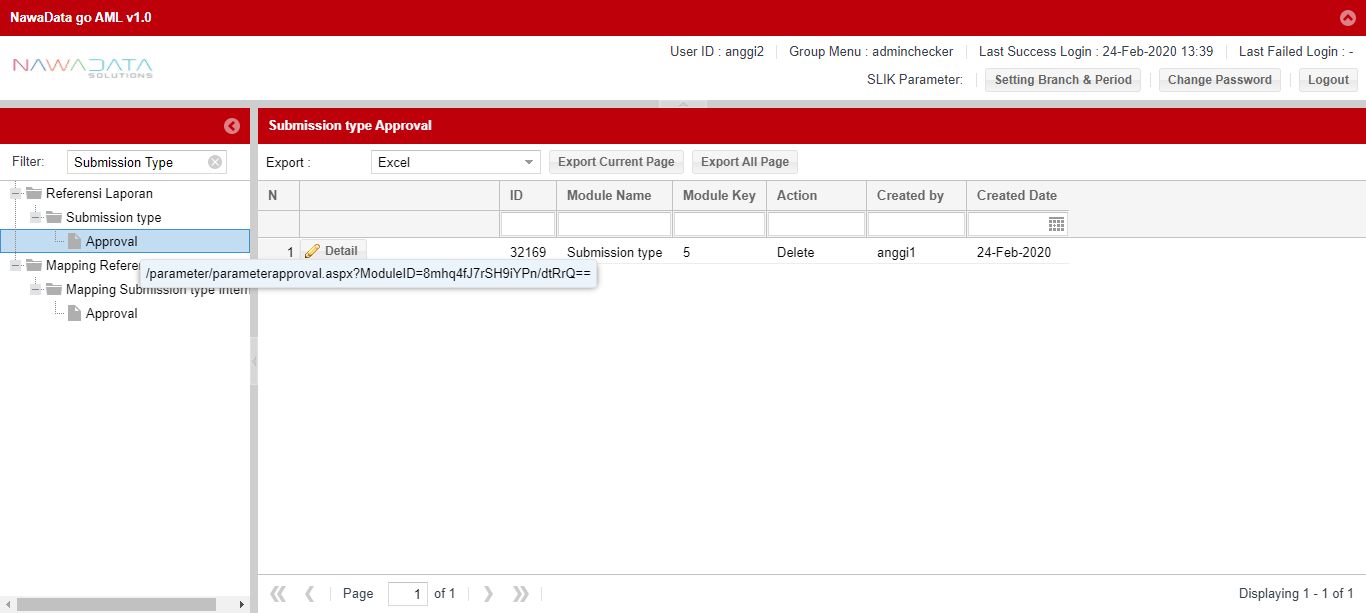 NawaData go AML v1.0
NAWADATA
SOLUTIONS
User ID : anggi2 Group Menu : adminchecker Last Success Login : 24-Feb-2020 13:39 Last Failed Login : -
SLIK Parameter: Setting Branch & Period Change Password Logout
Submission type Approval
Filter: Submission Type
Export : Excel Export Current Page Export All Page
Referensi Laporan
Submission type
Approval
Mapping Refere
Mapping Submission type Intern
Approval
N ID Module Name Module Key Action Created by Created Date
1 Detail 32169 Submission type 5 Delete anggi1 24-Feb-2020
/parameter/parameterapproval.aspx?ModuleID=8mhq4fJ7rSH9iYPn/dtRrQ==
Page 1 of 1 Displaying 1 - 1 of 1